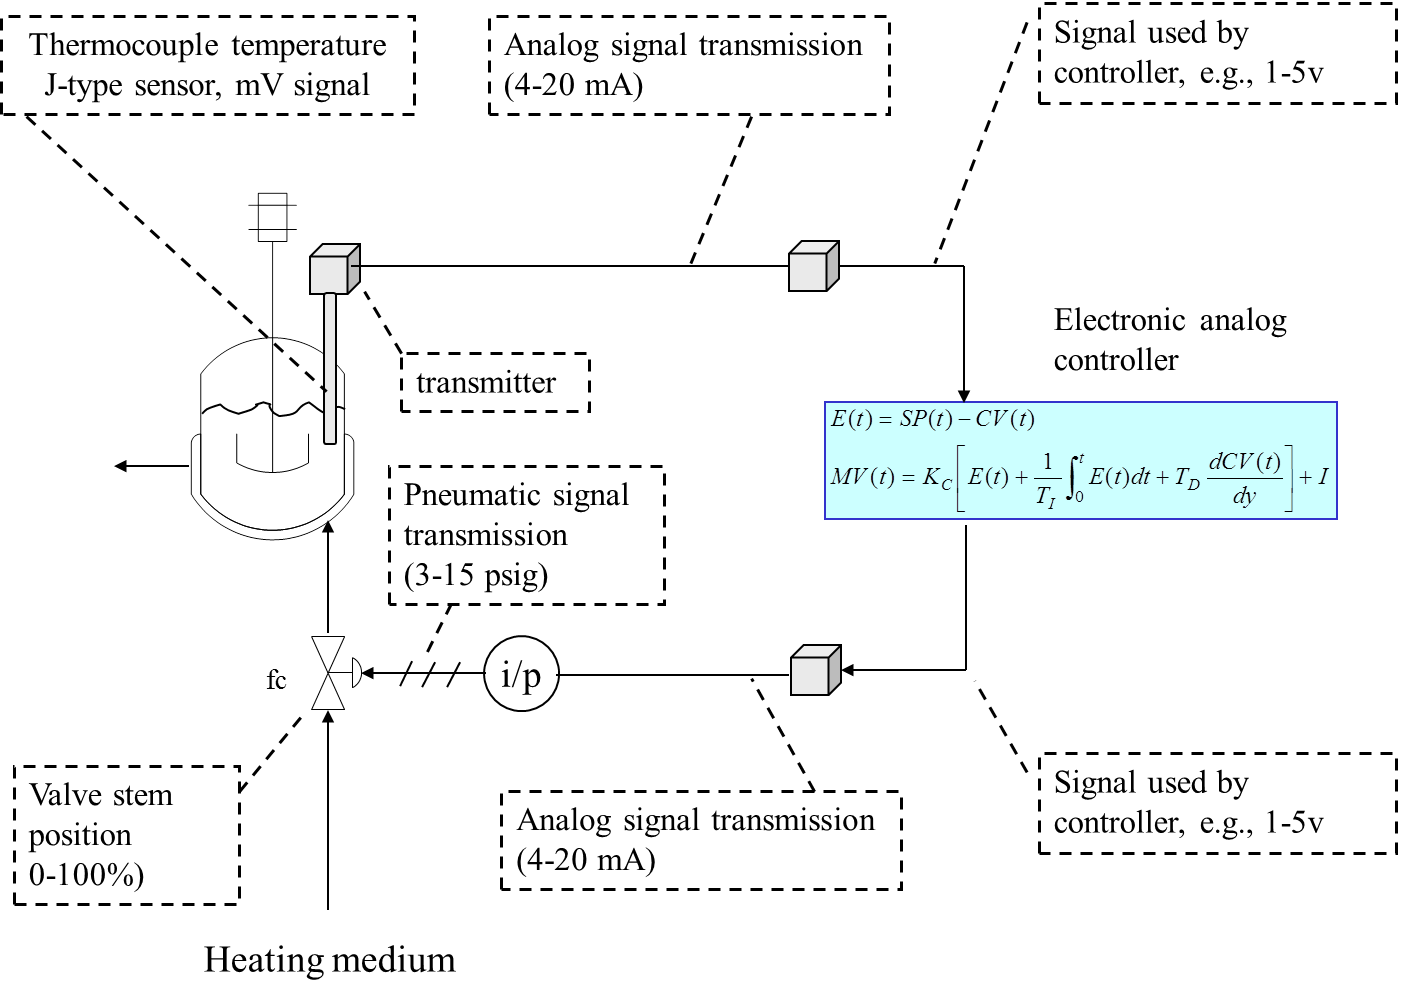 Thermocouple temperature
J-type sensor, mV signal
Analog signal transmission
(4-20 mA)
Signal used by
controller, e.g., 1-5v
Electronic analog
controller
transmitter
E(t) = SP(t) − CV(t)
MV(t) = K_C [ E(t) + 1/T_I ∫_0^t E(t)dt + T_D dCV(t)/dy ] + I
Pneumatic signal
transmission
(3-15 psig)
fc
i/p
Valve stem
position
0-100%)
Analog signal transmission
(4-20 mA)
Signal used by
controller, e.g., 1-5v
Heating medium